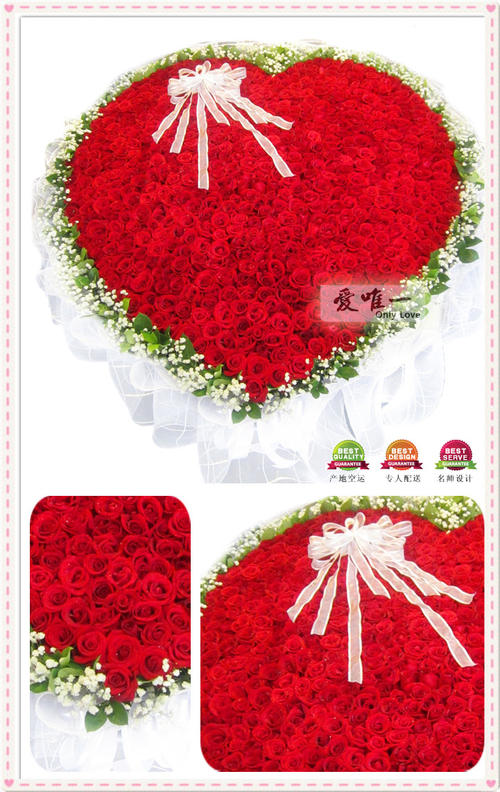 爱唯一
Only Love
BEST QUALITY GUARANTEE
BEST DESIGN GUARANTEE
BEST SERVE GUARANTEE
产地空运 专人配送 名师设计